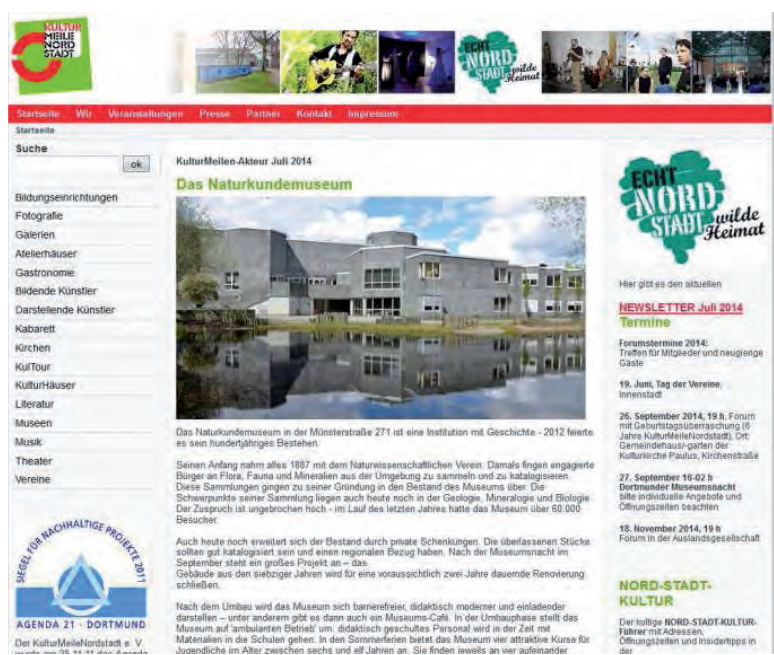 KULTUR
MEILE
NORD
STADT
ECHT
NORD
STADT
wilde
Heimat
Startseite Wir Veranstaltungen Presse Partner Kontakt Impressum
Startseite
Suche
ok
Bildungseinrichtungen
Fotografie
Galerien
Atelierhäuser
Gastronomie
Bildende Künstler
Darstellende Künstler
Kabarett
Kirchen
KulTour
KulturHäuser
Literatur
Museen
Musik
Theater
Vereine
SIEGEL FÜR NACHHALTIGE PROJEKTE 2011
AGENDA 21 · DORTMUND
Der KulturMeileNordstadt e. V.
wurde am 28.11.11 das Agenda
KulturMeilen-Akteur Juli 2014
Das Naturkundemuseum
Das Naturkundemuseum in der Münsterstraße 271 ist eine Institution mit Geschichte - 2012 feierte
es sein hundertjähriges Bestehen.
Seinen Anfang nahm alles 1887 mit dem Naturwissenschaftlichen Verein. Damals fingen engagierte
Bürger an Flora, Fauna und Mineralien aus der Umgebung zu sammeln und zu katalogisieren.
Diese Sammlungen gingen zu seiner Gründung in den Bestand des Museums über. Die
Schwerpunkte seiner Sammlung liegen auch heute noch in der Geologie, Mineralogie und Biologie.
Der Zuspruch ist ungebrochen hoch - im Lauf des letzten Jahres hatte das Museum über 60.000
Besucher.
Auch heute noch erweitert sich der Bestand durch private Schenkungen. Die überlassenen Stücke
sollten gut katalogisiert sein und einen regionalen Bezug haben. Nach der Museumsnacht im
September steht ein großes Projekt an – das
Gebäude aus den siebziger Jahren wird für eine voraussichtlich zwei Jahre dauernde Renovierung
schließen.
Nach dem Umbau wird das Museum sich barrierefreier, didaktisch moderner und einladender
darstellen – unter anderem gibt es dann auch ein Museums-Café. In der Umbauphase stellt das
Museum auf 'ambulanten Betrieb' um: didaktisch geschultes Personal wird in der Zeit mit
Materialien in die Schulen gehen. In den Sommerferien bietet das Museum vier attraktive Kurse für
Jugendliche im Alter zwischen sechs und elf Jahren an. Sie finden jeweils an vier aufeinander
ECHT
NORD
STADT
wilde
Heimat
Hier gibt es den aktuellen
NEWSLETTER Juli 2014
Termine
Forumstermine 2014:
Treffen für Mitglieder und neugierige
Gäste
19. Juni, Tag der Vereine,
Innenstadt
26. September 2014, 19 h, Forum
mit Geburtstagsüberraschung (6
Jahre KulturMeileNordstadt), Ort:
Gemeindehaus/-garten der
Kulturkirche Paulus, Kirchenstraße
27. September 16-02 h
Dortmunder Museumsnacht
bitte individuelle Angebote und
Öffnungszeiten beachten
18. November 2014, 19 h
Forum in der Auslandsgesellschaft
NORD-STADT-
KULTUR
Der kultige NORD-STADT-KULTUR-
Führer mit Adressen,
Öffnungszeiten und Insidertipps in
der